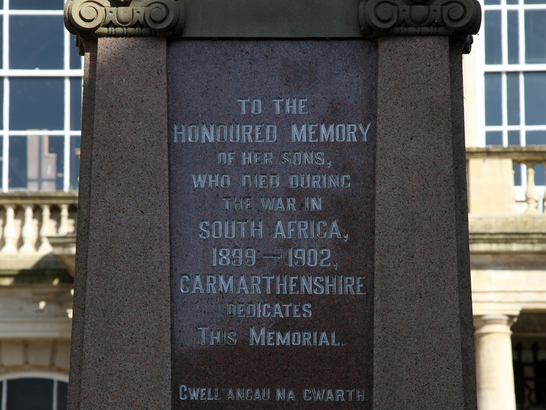 TO THE
HONOURED MEMORY
OF HER SONS,
WHO DIED DURING
THE WAR IN
SOUTH AFRICA,
1899 — 1902,
CARMARTHENSHIRE
DEDICATES
THIS MEMORIAL.
GWELL ANGAU NA GWARTH.